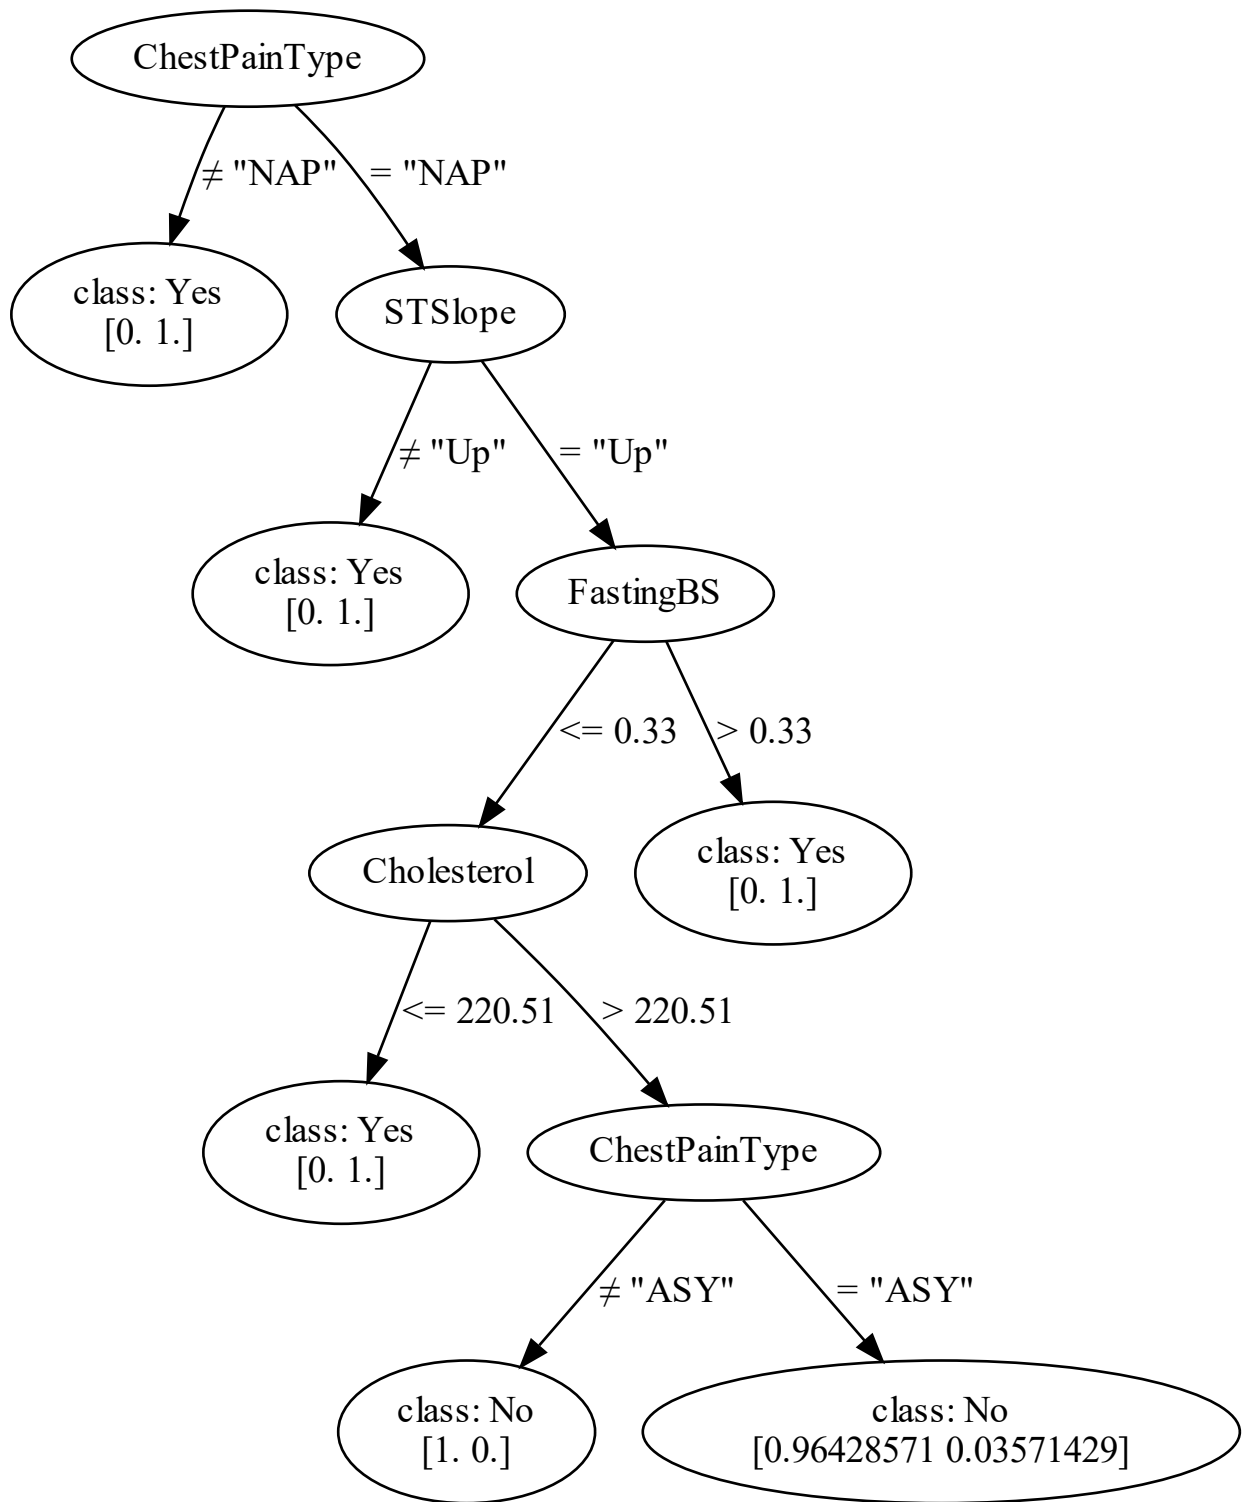 ChestPainType
≠ "NAP"
= "NAP"
class: Yes
[0. 1.]
STSlope
≠ "Up"
= "Up"
class: Yes
[0. 1.]
FastingBS
<= 0.33
> 0.33
Cholesterol
class: Yes
[0. 1.]
<= 220.51
> 220.51
class: Yes
[0. 1.]
ChestPainType
≠ "ASY"
= "ASY"
class: No
[1. 0.]
class: No
[0.96428571 0.03571429]